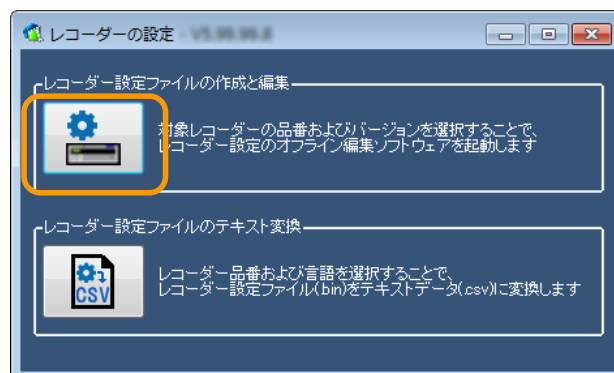 レコーダーの設定
レコーダー設定ファイルの作成と編集
対象レコーダーの品番およびバージョンを選択することで、
レコーダー設定のオフライン編集ソフトウェアを起動します
レコーダー設定ファイルのテキスト変換
CSV
レコーダー品番および言語を選択することで、
レコーダー設定ファイル(bin)をテキストデータ(csv)に変換します